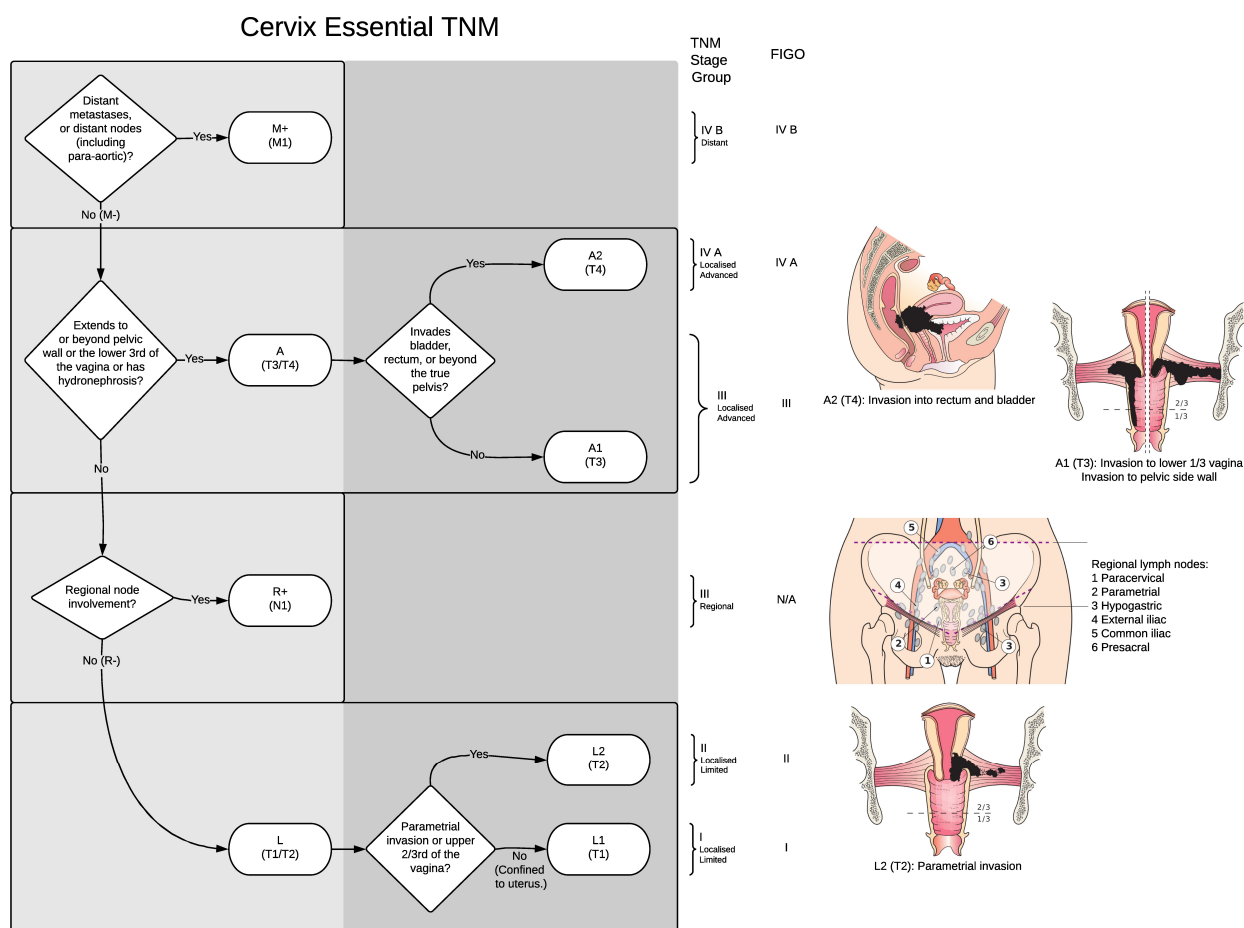 Cervix Essential TNM
TNM
Stage
Group
FIGO
Distant
metastases,
or distant nodes
(including
para-aortic)?
Yes
M+
(M1)
IV B
Distant
IV B
No (M-)
Extends to
or beyond pelvic
wall or the lower 3rd of
the vagina or has
hydronephrosis?
Yes
A
(T3/T4)
Invades
bladder,
rectum, or beyond
the true
pelvis?
Yes
A2
(T4)
IV A
Localised
Advanced
IV A
No
A1
(T3)
III
Localised
Advanced
III
A2 (T4): Invasion into rectum and bladder
2/3
1/3
A1 (T3): Invasion to lower 1/3 vagina
Invasion to pelvic side wall
No
Regional node
involvement?
Yes
R+
(N1)
III
Regional
N/A
5
6
4
3
2
3
1
Regional lymph nodes:
1 Paracervical
2 Parametrial
3 Hypogastric
4 External iliac
5 Common iliac
6 Presacral
No (R-)
L
(T1/T2)
Parametrial
invasion or upper
2/3rd of the
vagina?
Yes
L2
(T2)
II
Localised
Limited
II
No
(Confined
to uterus.)
L1
(T1)
I
Localised
Limited
I
2/3
1/3
L2 (T2): Parametrial invasion